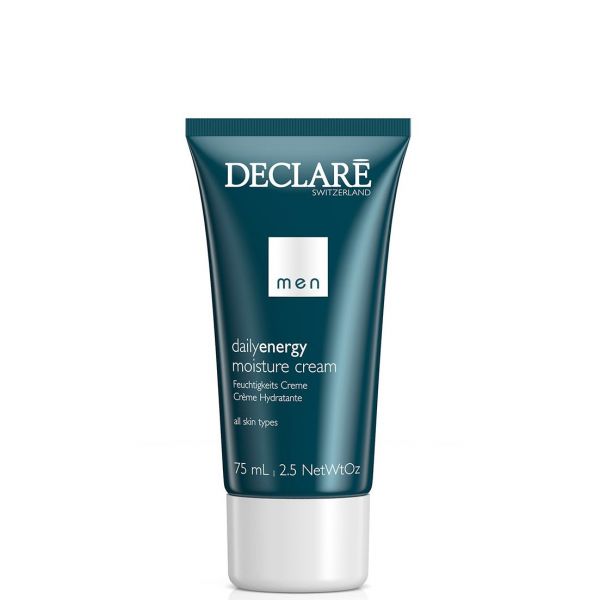 DECLARĒ
SWITZERLAND
men
dailyenergy
moisture cream
Feuchtigkeits Creme
Crème Hydratante
all skin types
75 mL | 2.5 NetWtOz